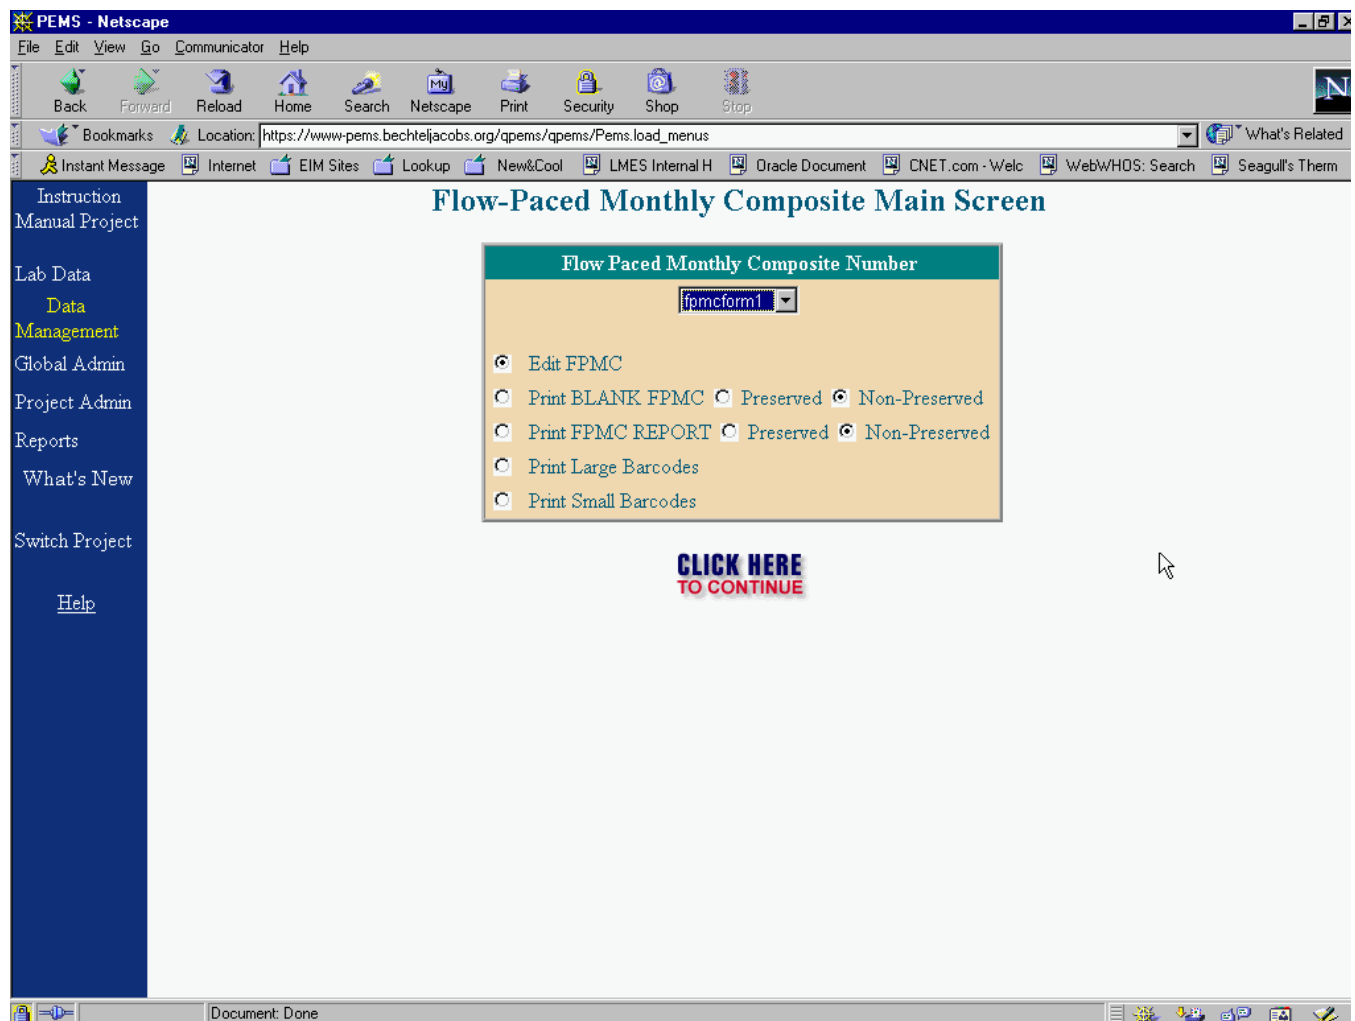 PEMS - Netscape
File Edit View Go Communicator Help
My
Back Forward Reload Home Search Netscape Print Security Shop Stop
N
Bookmarks Location: https://www-pems.bechteljacobs.org/qpems/qpems/Pems.load_menus What's Related
Instant Message Internet EIM Sites Lookup New&Cool LMES Internal H Oracle Document CNET.com - Welc WebWHOS: Search Seagull's Therm
Instruction
Manual Project
Lab Data
Data
Management
Global Admin
Project Admin
Reports
What's New
Switch Project
Help
Flow-Paced Monthly Composite Main Screen
Flow Paced Monthly Composite Number
fpmcform1
Edit FPMC
Print BLANK FPMC Preserved Non-Preserved
Print FPMC REPORT Preserved Non-Preserved
Print Large Barcodes
Print Small Barcodes
CLICK HERE
TO CONTINUE
Document: Done